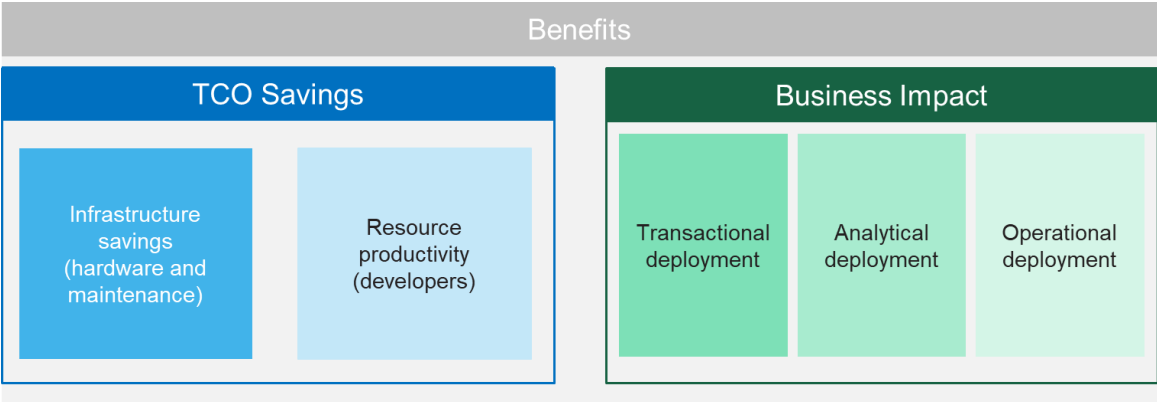 Benefits
TCO Savings
Infrastructure
savings
(hardware and
maintenance)
Resource
productivity
(developers)
Business Impact
Transactional
deployment
Analytical
deployment
Operational
deployment